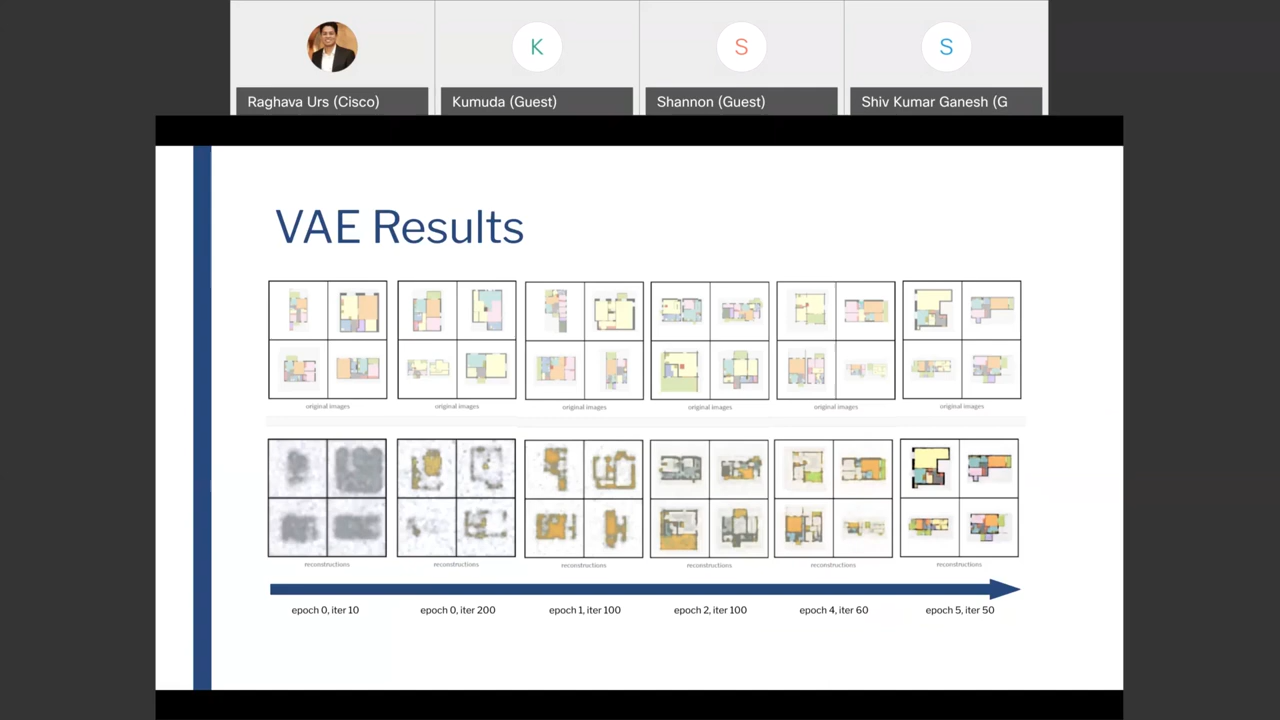 K
S
S
Raghava Urs (Cisco)
Kumuda (Guest)
Shannon (Guest)
Shiv Kumar Ganesh (G
VAE Results
original images
original images
original images
original images
original images
original images
reconstructions
reconstructions
reconstructions
reconstructions
reconstructions
reconstructions
epoch 0, iter 10
epoch 0, iter 200
epoch 1, iter 100
epoch 2, iter 100
epoch 4, iter 60
epoch 5, iter 50